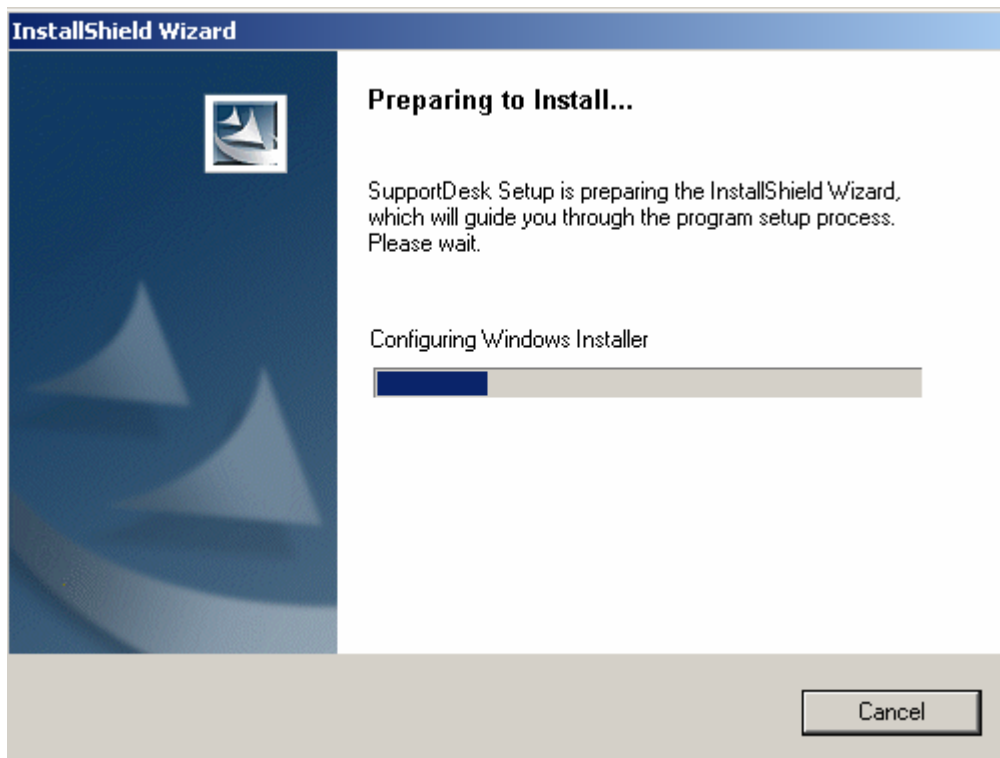 InstallShield Wizard
Preparing to Install...
SupportDesk Setup is preparing the InstallShield Wizard,
which will guide you through the program setup process.
Please wait.
Configuring Windows Installer
Cancel